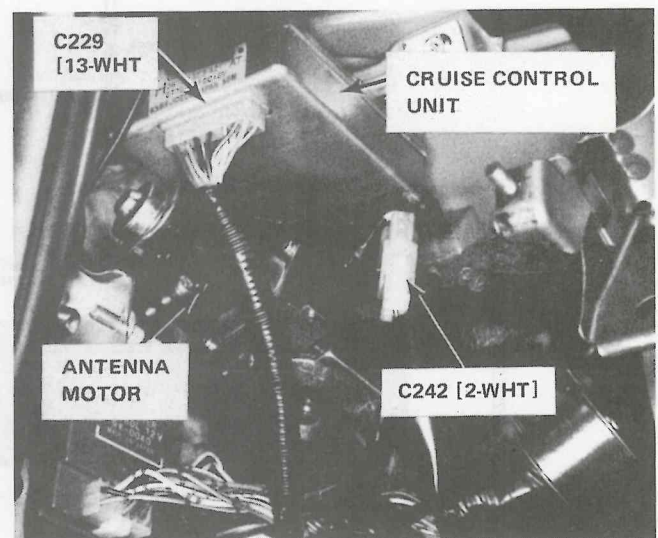 C229
[13-WHT
CRUISE CONTROL
UNIT
ANTENNA
MOTOR
C242 [2-WHT]